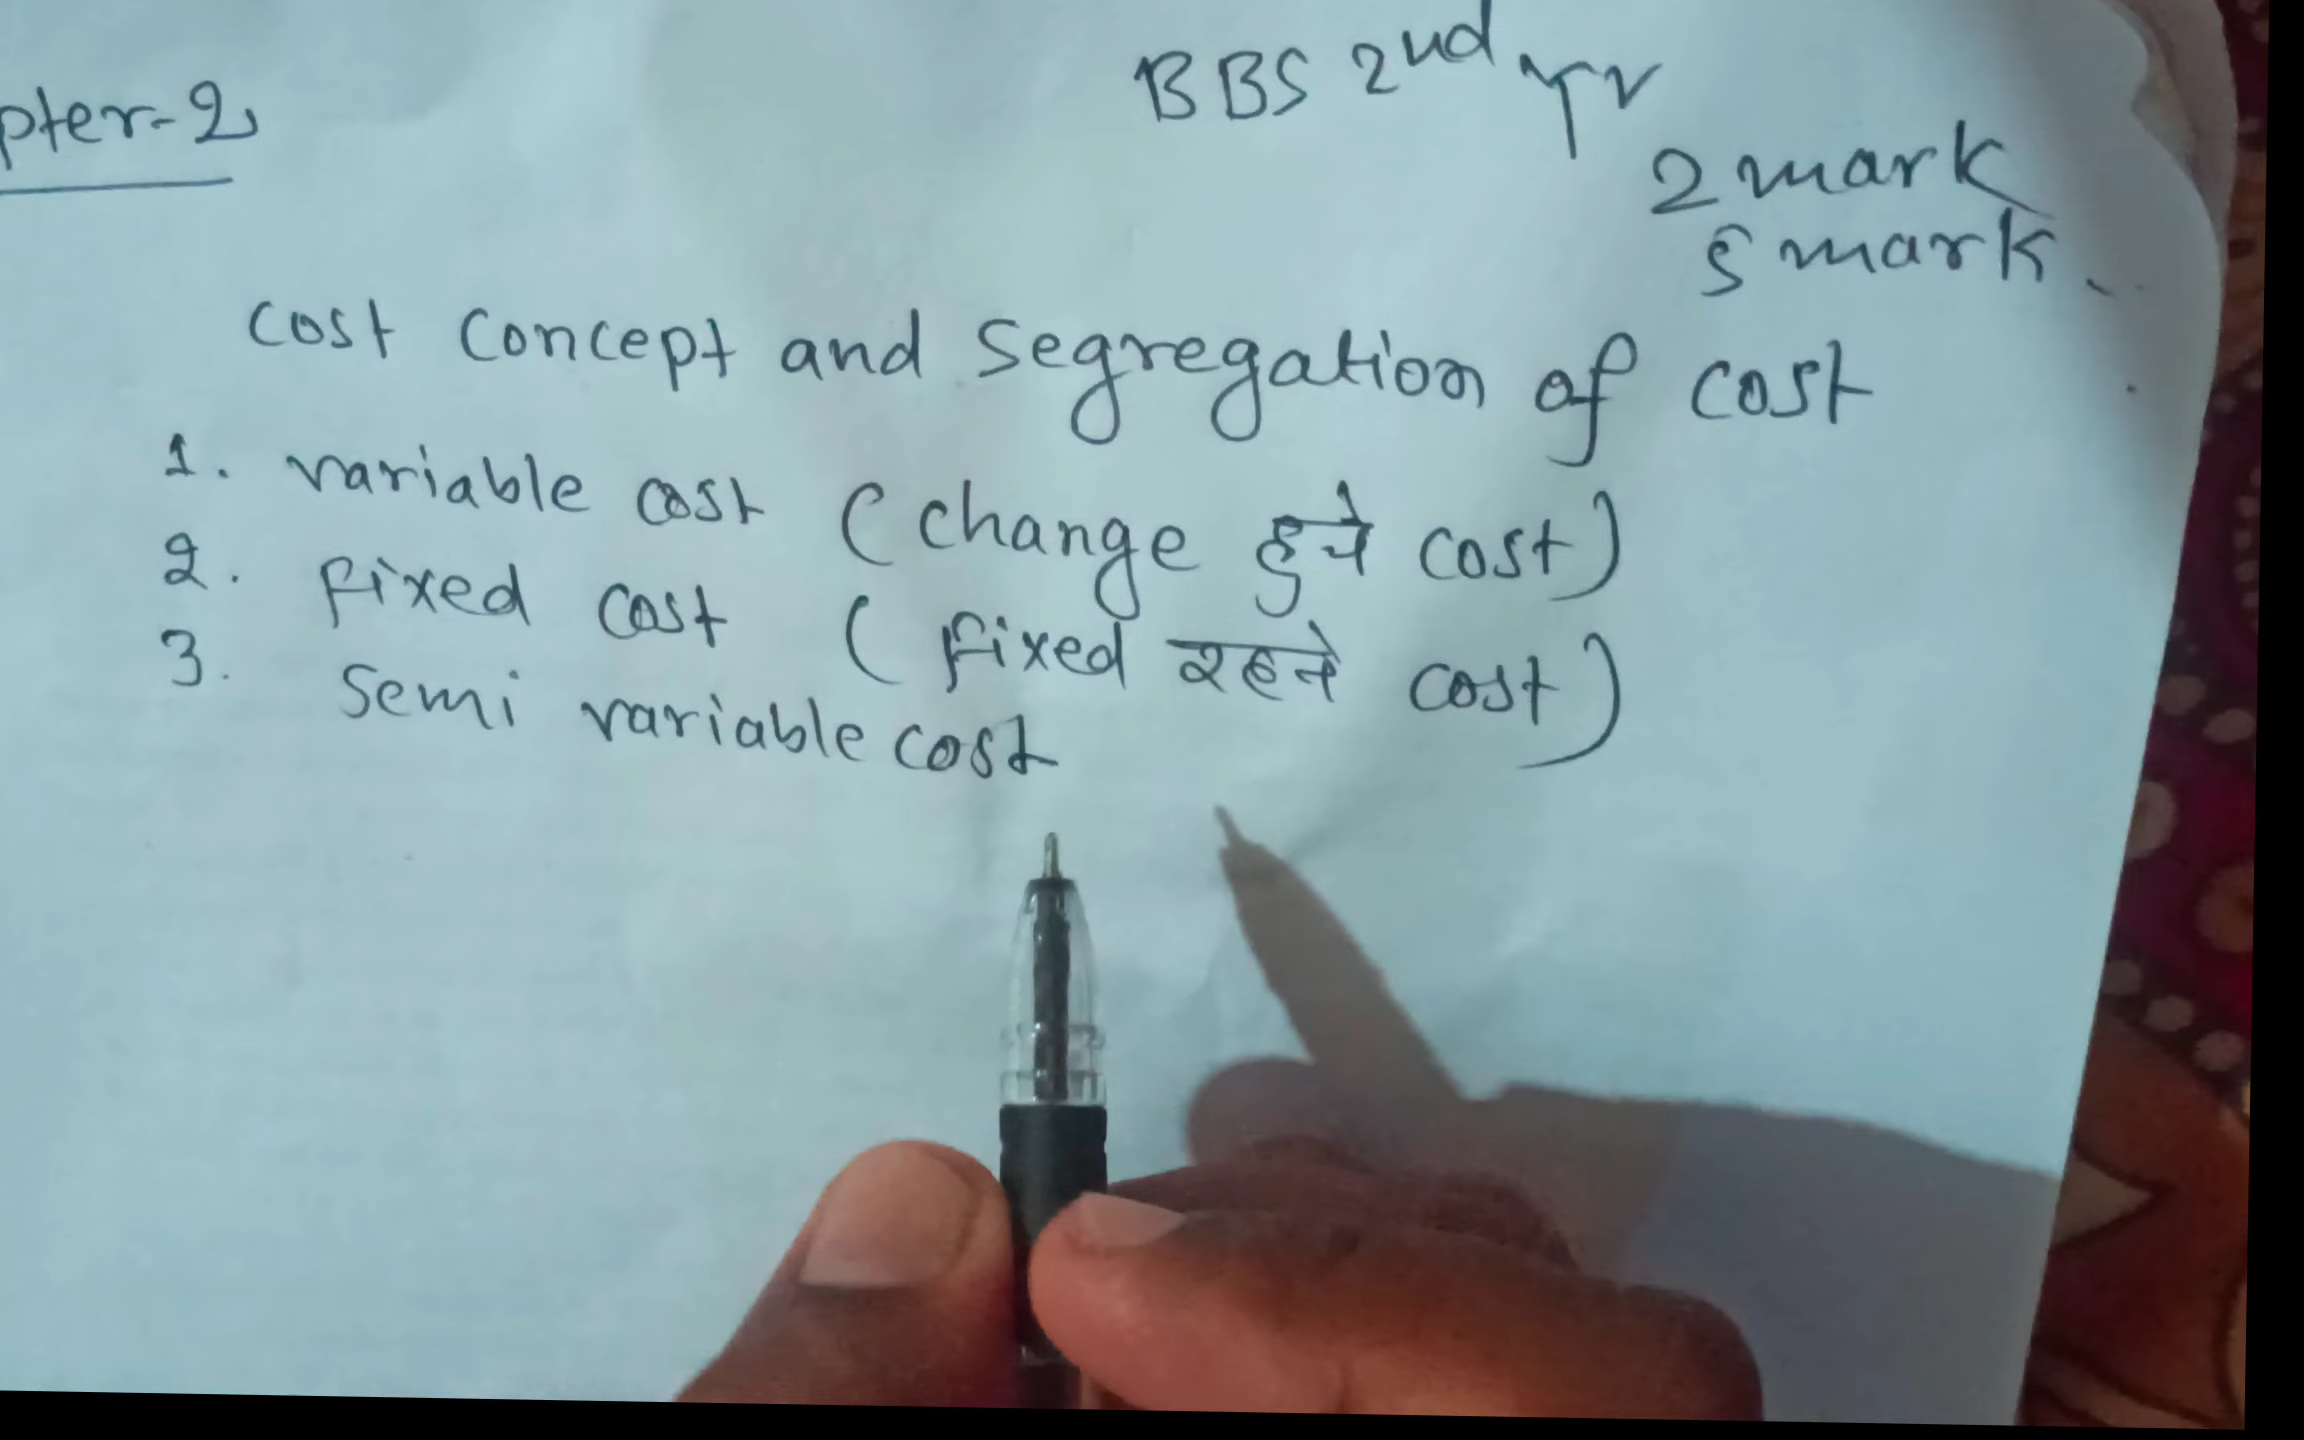 pter-2
BBS 2nd yr
2 mark
5 mark
cost concept and segregation of cost
1. variable cost (change हुने cost)
2. fixed cost (fixed रहने cost)
3. semi variable cost